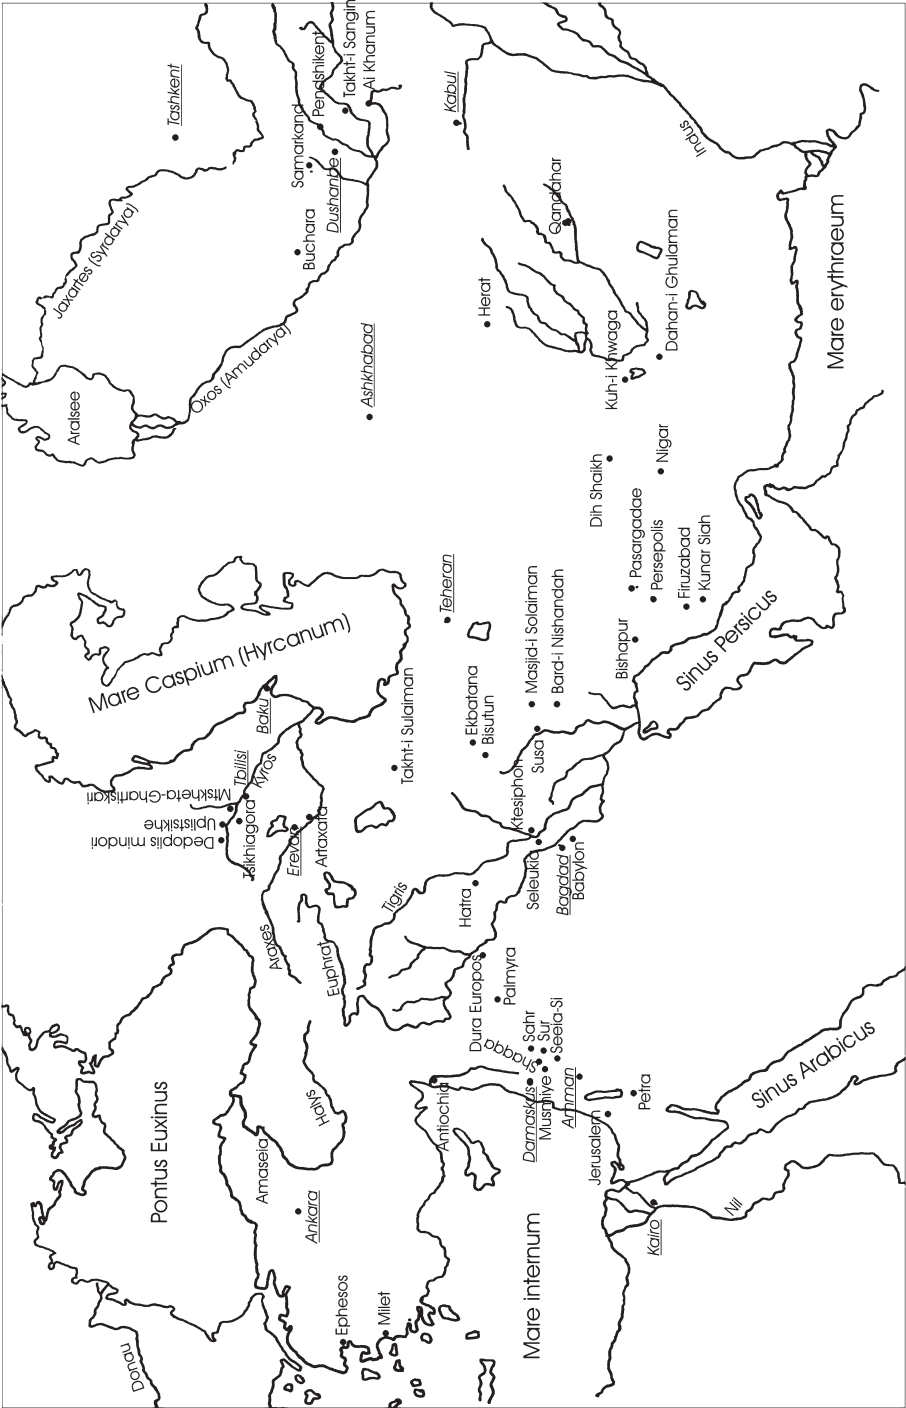 Donau
Pontus Euxinus
Ephesos
Milet
Ankara
Amaseia
Halys
Mare internum
Antiochia
Kairo
Nil
Sinus Arabicus
Jerusalem
Petra
Amman
Damaskus
Musmiye
Shaqqa
Sahr
Sur
Seeia-Si
Palmyra
Dura Europos
Euphrat
Araxes
Tigris
Hatra
Seleukia
Ktesiphon
Bagdad
Babylon
Dedoplis mindori
Uplistsikhe
Mtskheta-Ghartiskari
Tsikhiagora
Tbilisi
Kyros
Erevan
Artaxata
Baku
Mare Caspium (Hyrcanum)
Takht-i Sulaiman
Ekbatana
Bisutun
Susa
Masjid-i Solaiman
Bard-i Nishandah
Teheran
Bishapur
Sinus Persicus
Pasargadae
Persepolis
Firuzabad
Kunar Siah
Dih Shaikh
Nigar
Aralsee
Jaxartes (Syrdarya)
Oxos (Amudarya)
Ashkhabad
Herat
Kuh-i Khwaga
Dahan-i Ghulaman
Qandahar
Mare erythraeum
Buchara
Samarkand
Dushanbe
Pendshikent
Takht-i Sangin
Ai Khanum
Tashkent
Kabul
Indus